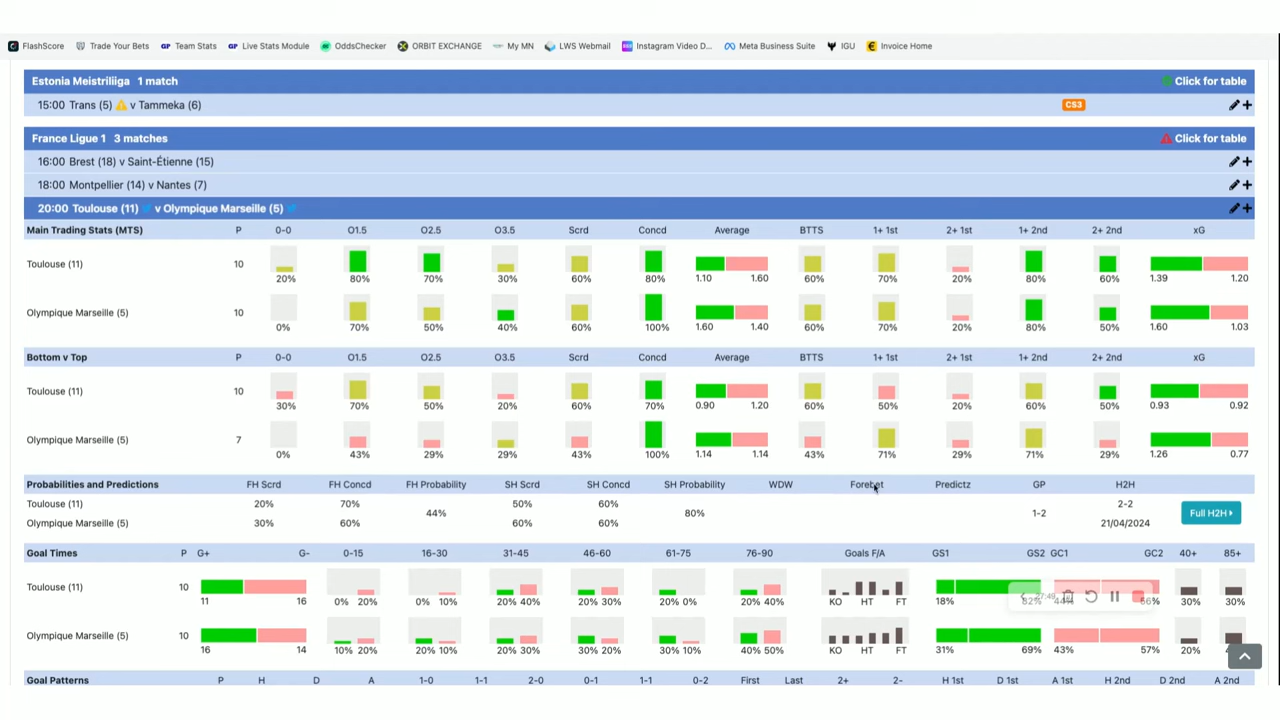 FlashScore Trade Your Bets GP Team Stats GP Live Stats Module OddsChecker ORBIT EXCHANGE My MN LWS Webmail Instagram Video D... Meta Business Suite IGU Invoice Home
Estonia Meistriliiga 1 match Click for table
15:00 Trans (5) v Tammeka (6) CS3
France Ligue 1 3 matches Click for table
16:00 Brest (18) v Saint-Étienne (15)
18:00 Montpellier (14) v Nantes (7)
20:00 Toulouse (11) v Olympique Marseille (5)
Main Trading Stats (MTS) P 0-0 O1.5 O2.5 O3.5 Scrd Concd Average BTTS 1+ 1st 2+ 1st 1+ 2nd 2+ 2nd xG
Toulouse (11) 10
20% 80% 70% 30% 60% 80% 1.10 1.60 60% 70% 20% 80% 60% 1.39 1.20
Olympique Marseille (5) 10
0% 70% 50% 40% 60% 100% 1.60 1.40 60% 70% 20% 80% 50% 1.60 1.03
Bottom v Top P 0-0 O1.5 O2.5 O3.5 Scrd Concd Average BTTS 1+ 1st 2+ 1st 1+ 2nd 2+ 2nd xG
Toulouse (11) 10
30% 70% 50% 20% 60% 70% 0.90 1.20 60% 50% 20% 60% 50% 0.93 0.92
Olympique Marseille (5) 7
0% 43% 29% 29% 43% 100% 1.14 1.14 43% 71% 29% 71% 29% 1.26 0.77
Probabilities and Predictions FH Scrd FH Concd FH Probability SH Scrd SH Concd SH Probability WDW Forebet Predictz GP H2H
Toulouse (11) 20% 70% 50% 60% 2-2
44% 80% 1-2 Full H2H
Olympique Marseille (5) 30% 60% 60% 60% 21/04/2024
Goal Times P G+ G- 0-15 16-30 31-45 46-60 61-75 76-90 Goals F/A GS1 GS2 GC1 GC2 40+ 85+
Toulouse (11) 10
11 16 0% 20% 0% 10% 20% 40% 20% 30% 20% 0% 20% 40% KO HT FT 18% 82% 44% 56% 30% 30%
27:49
Olympique Marseille (5) 10
16 14 10% 20% 20% 10% 20% 30% 30% 20% 30% 10% 40% 50% KO HT FT 31% 69% 43% 57% 20%
Goal Patterns P H D A 1-0 1-1 2-0 0-1 1-1 0-2 First Last 2+ 2- H 1st D 1st A 1st H 2nd D 2nd A 2nd